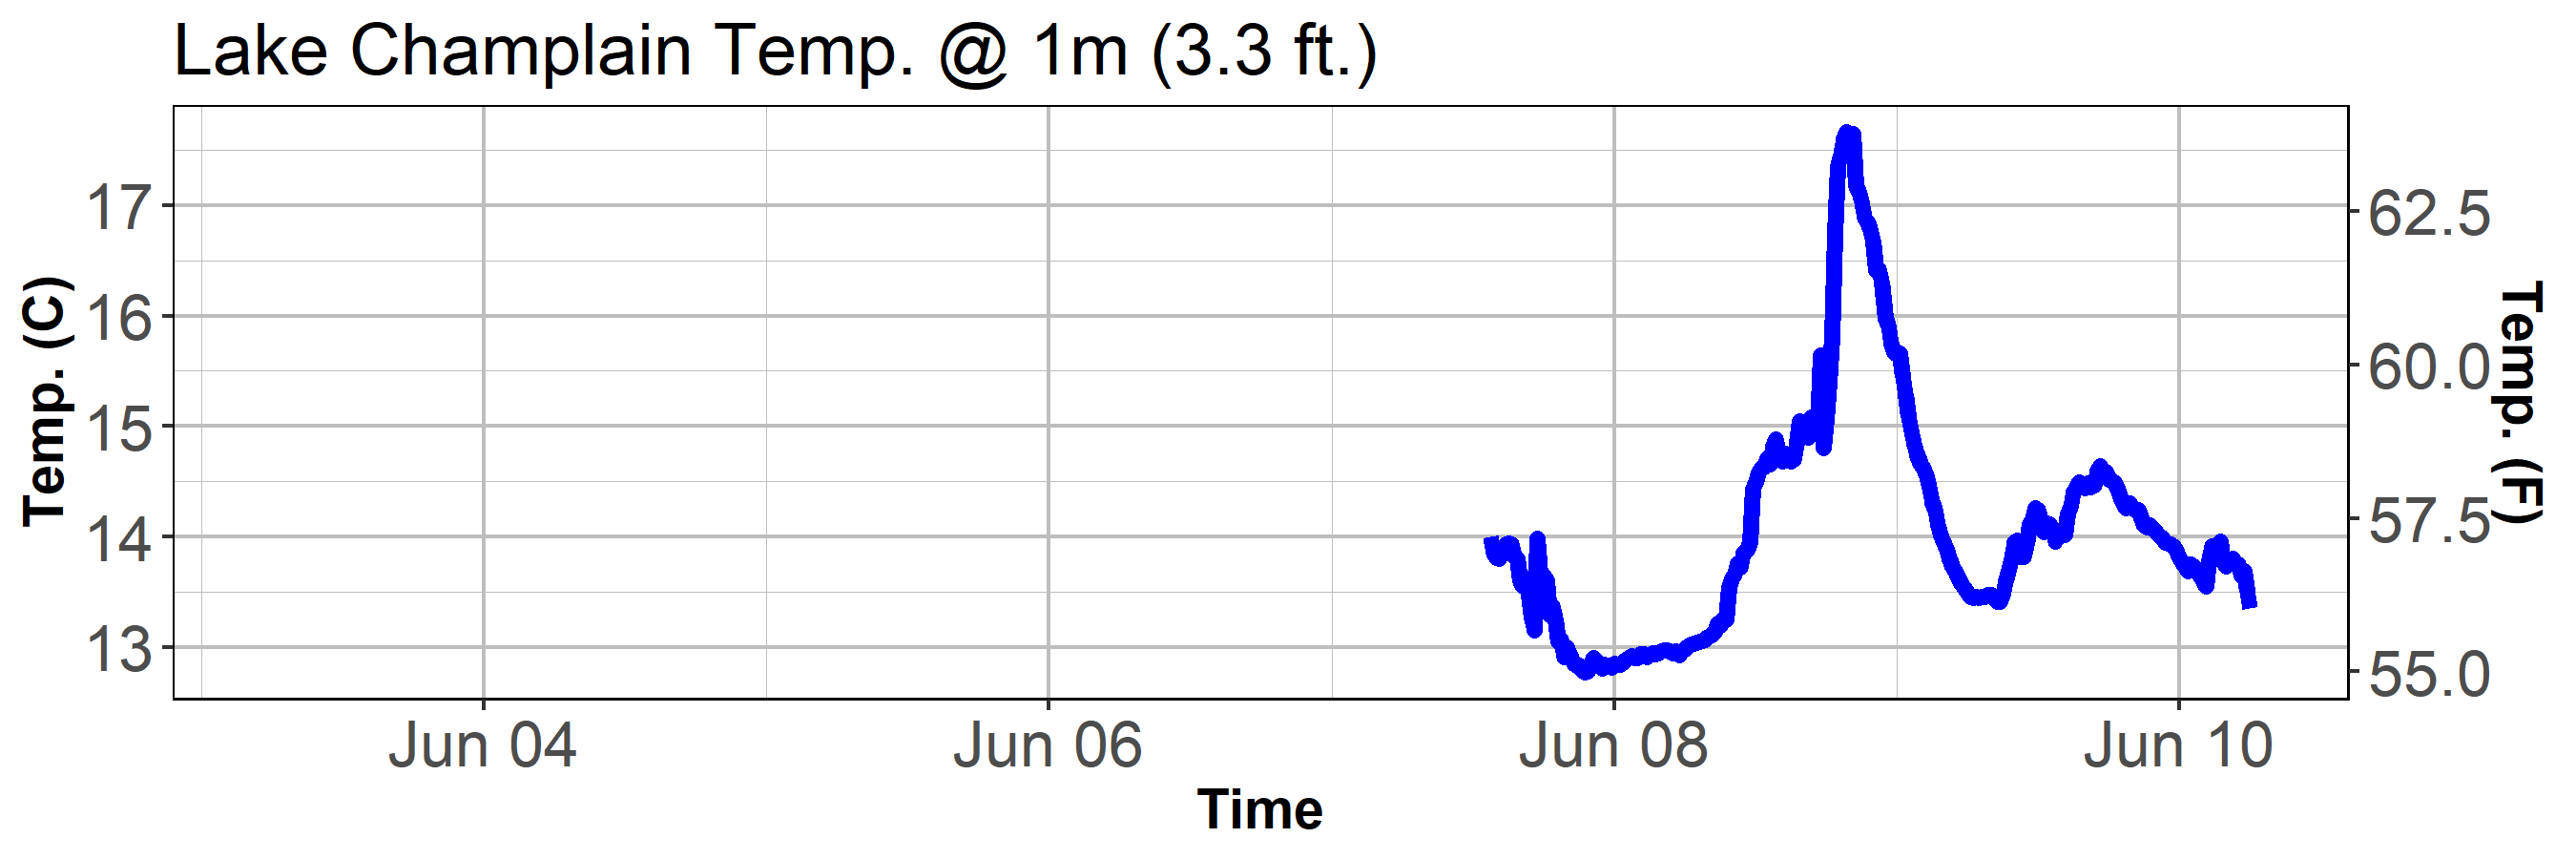 Lake Champlain Temp. @ 1m (3.3 ft.)
Temp. (C)
17
16
15
14
13
62.5
60.0
57.5
55.0
Temp. (F)
Jun 04 Jun 06 Jun 08 Jun 10
Time